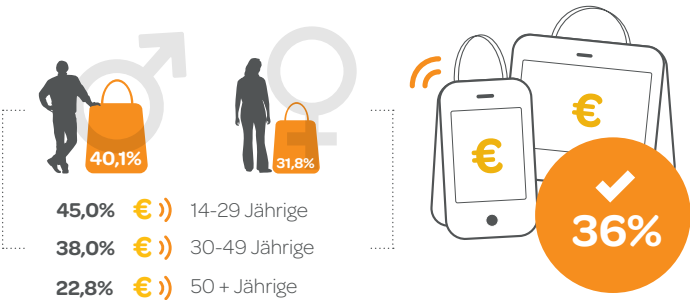 40,1%
31,8%
45,0% € 14-29 Jährige
38,0% € 30-49 Jährige
22,8% € 50 + Jährige
€
€
36%